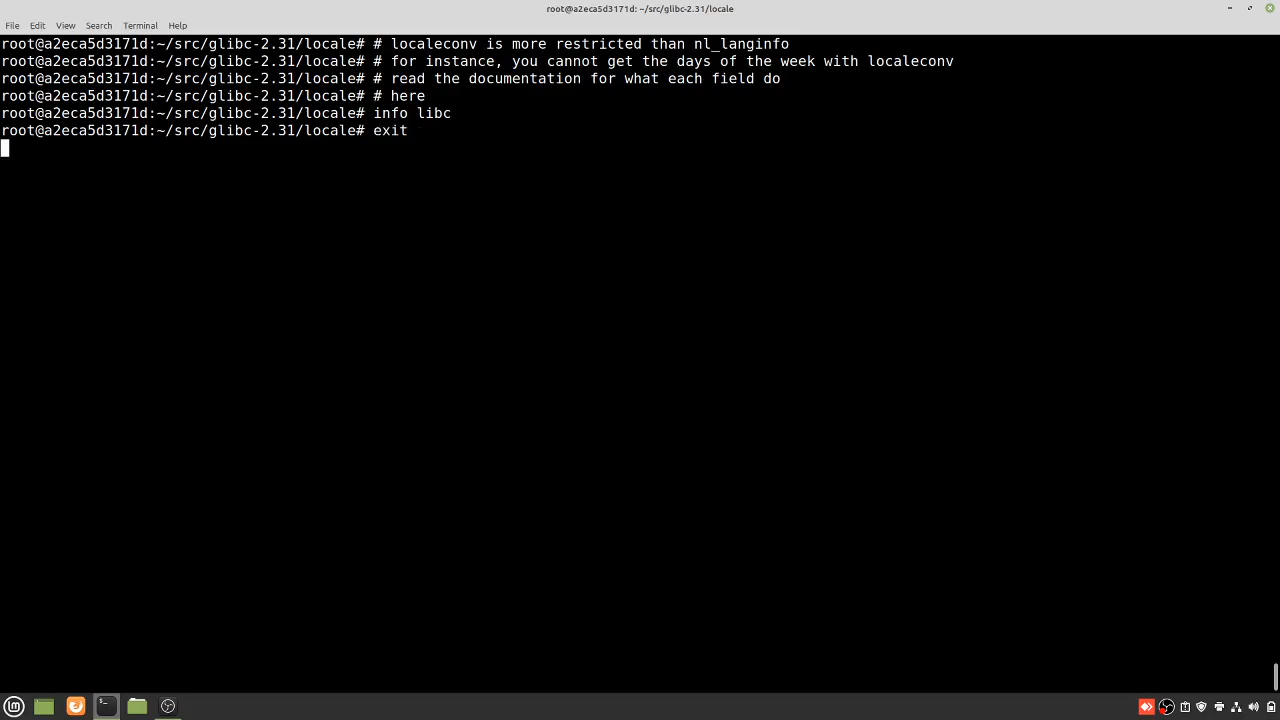 root@a2eca5d3171d: ~/src/glibc-2.31/locale
File Edit View Search Terminal Help
root@a2eca5d3171d:~/src/glibc-2.31/locale# # localeconv is more restricted than nl_langinfo
root@a2eca5d3171d:~/src/glibc-2.31/locale# # for instance, you cannot get the days of the week with localeconv
root@a2eca5d3171d:~/src/glibc-2.31/locale# # read the documentation for what each field do
root@a2eca5d3171d:~/src/glibc-2.31/locale# # here
root@a2eca5d3171d:~/src/glibc-2.31/locale# info libc
root@a2eca5d3171d:~/src/glibc-2.31/locale# exit